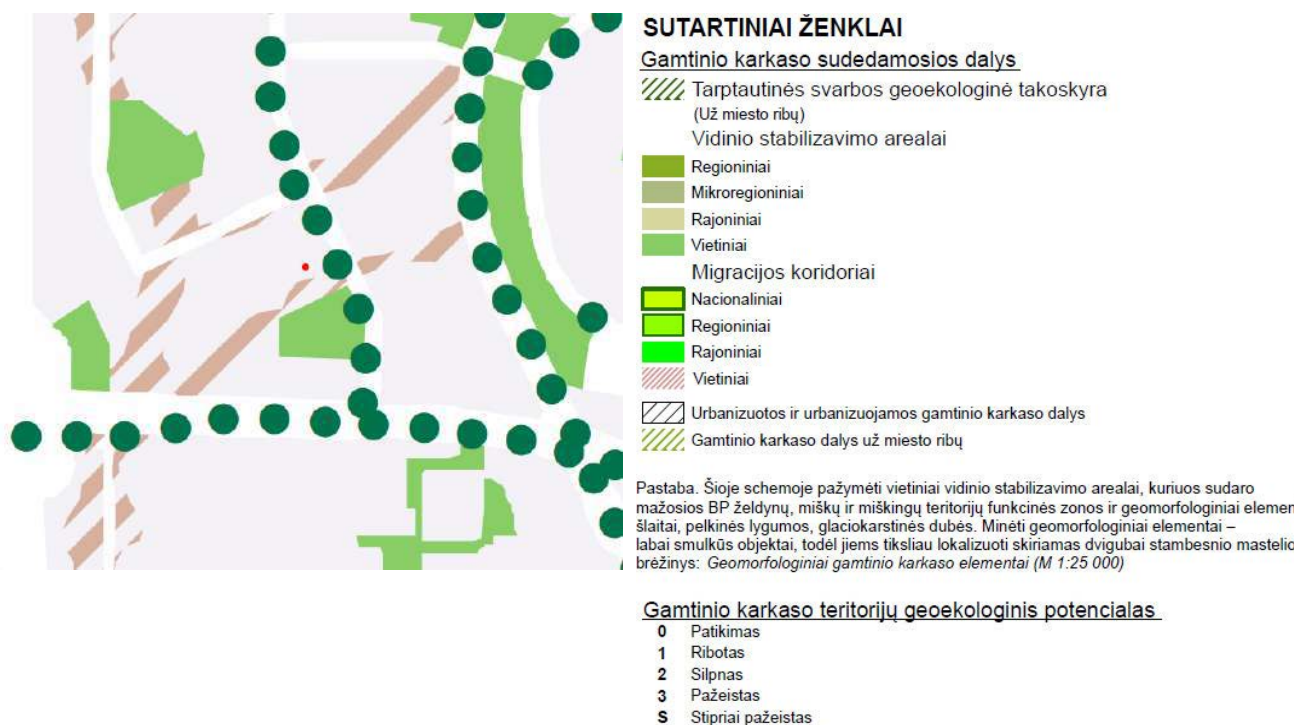 SUTARTINIAI ŽENKLAI
Gamtinio karkaso sudedamosios dalys
Tarptautinės svarbos geoekologinė takoskyra
(Už miesto ribų)
Vidinio stabilizavimo arealai
Regioniniai
Mikroregioniniai
Rajoniniai
Vietiniai
Migracijos koridoriai
Nacionaliniai
Regioniniai
Rajoniniai
Vietiniai
Urbanizuotos ir urbanizuojamos gamtinio karkaso dalys
Gamtinio karkaso dalys už miesto ribų
Pastaba. Šioje schemoje pažymėti vietiniai vidinio stabilizavimo arealai, kuriuos sudaro
mažosios BP želdynų, miškų ir miškingų teritorijų funkcinės zonos ir geomorfologiniai elemen
šlaitai, pelkinės lygumos, glaciokarstinės dubės. Minėti geomorfologiniai elementai –
labai smulkūs objektai, todėl jiems tiksliau lokalizuoti skiriamas dvigubai stambesnio mastelio
brėžinys: Geomorfologiniai gamtinio karkaso elementai (M 1:25 000)
Gamtinio karkaso teritorijų geoekologinis potencialas
0 Patikimas
1 Ribotas
2 Silpnas
3 Pažeistas
S Stipriai pažeistas